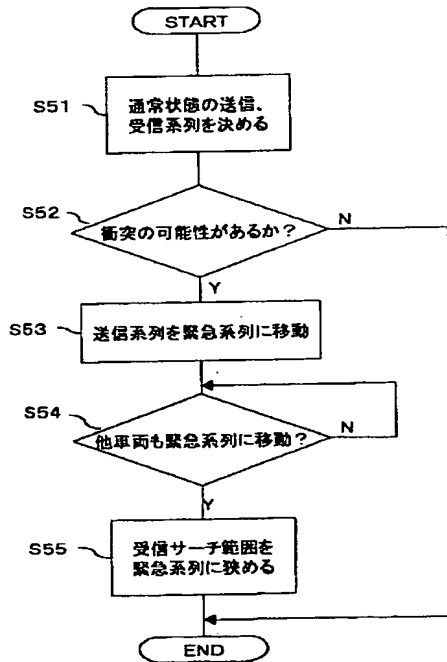 START
S51
通常状態の送信、
受信系列を決める
S52
衝突の可能性があるか？
N
Y
S53
送信系列を緊急系列に移動
S54
他車両も緊急系列に移動？
N
Y
S55
受信サーチ範囲を
緊急系列に狭める
END